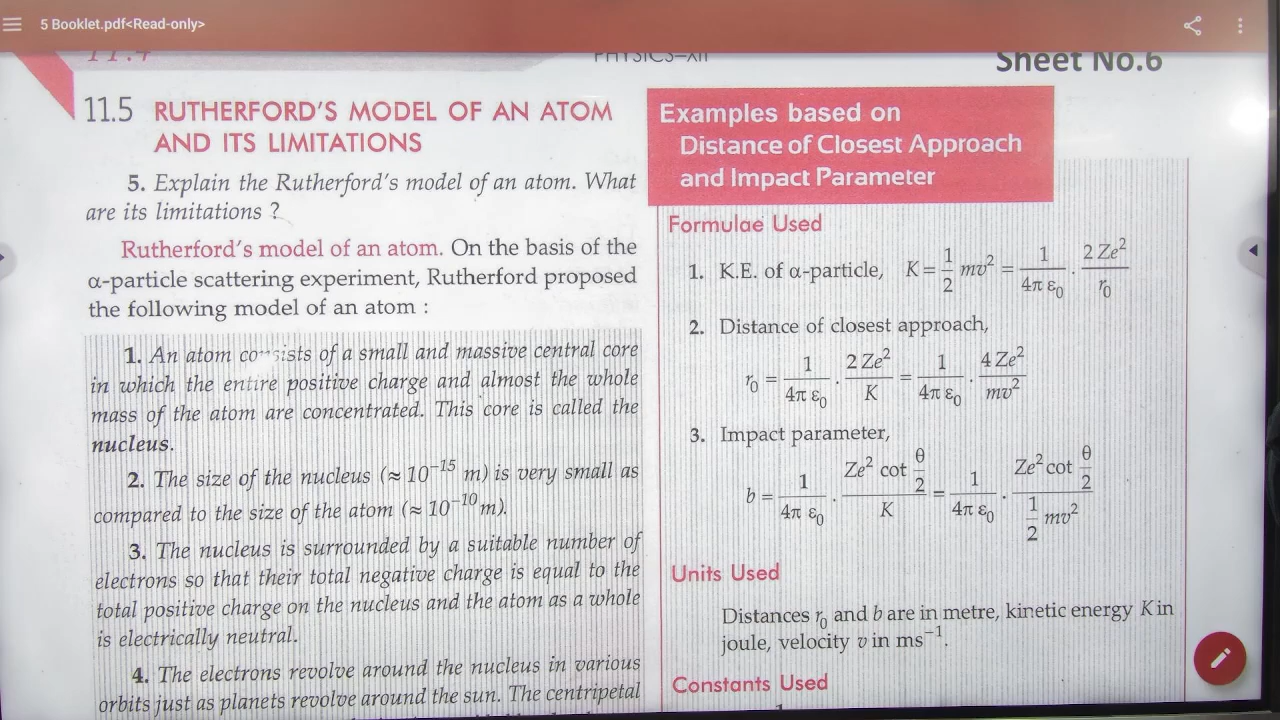 5 Booklet.pdf<Read-only>
11.4
PHYSICS–XII
Sheet No.6
11.5 RUTHERFORD'S MODEL OF AN ATOM
AND ITS LIMITATIONS
5. Explain the Rutherford's model of an atom. What
are its limitations ?
Rutherford's model of an atom. On the basis of the
α-particle scattering experiment, Rutherford proposed
the following model of an atom :
1. An atom consists of a small and massive central core
in which the entire positive charge and almost the whole
mass of the atom are concentrated. This core is called the
nucleus.
2. The size of the nucleus (≈ 10⁻¹⁵ m) is very small as
compared to the size of the atom (≈ 10⁻¹⁰ m).
3. The nucleus is surrounded by a suitable number of
electrons so that their total negative charge is equal to the
total positive charge on the nucleus and the atom as a whole
is electrically neutral.
4. The electrons revolve around the nucleus in various
orbits just as planets revolve around the sun. The centripetal
Examples based on
Distance of Closest Approach
and Impact Parameter
Formulae Used
1. K.E. of α-particle, K = 1/2 mv² = 1/(4π ε₀) · 2 Ze²/r₀
2. Distance of closest approach,
r₀ = 1/(4π ε₀) · 2 Ze²/K = 1/(4π ε₀) · 4 Ze²/mv²
3. Impact parameter,
b = 1/(4π ε₀) · (Ze² cot θ/2)/K = 1/(4π ε₀) · (Ze² cot θ/2)/(1/2 mv²)
Units Used
Distances r₀ and b are in metre, kinetic energy K in
joule, velocity v in ms⁻¹.
Constants Used